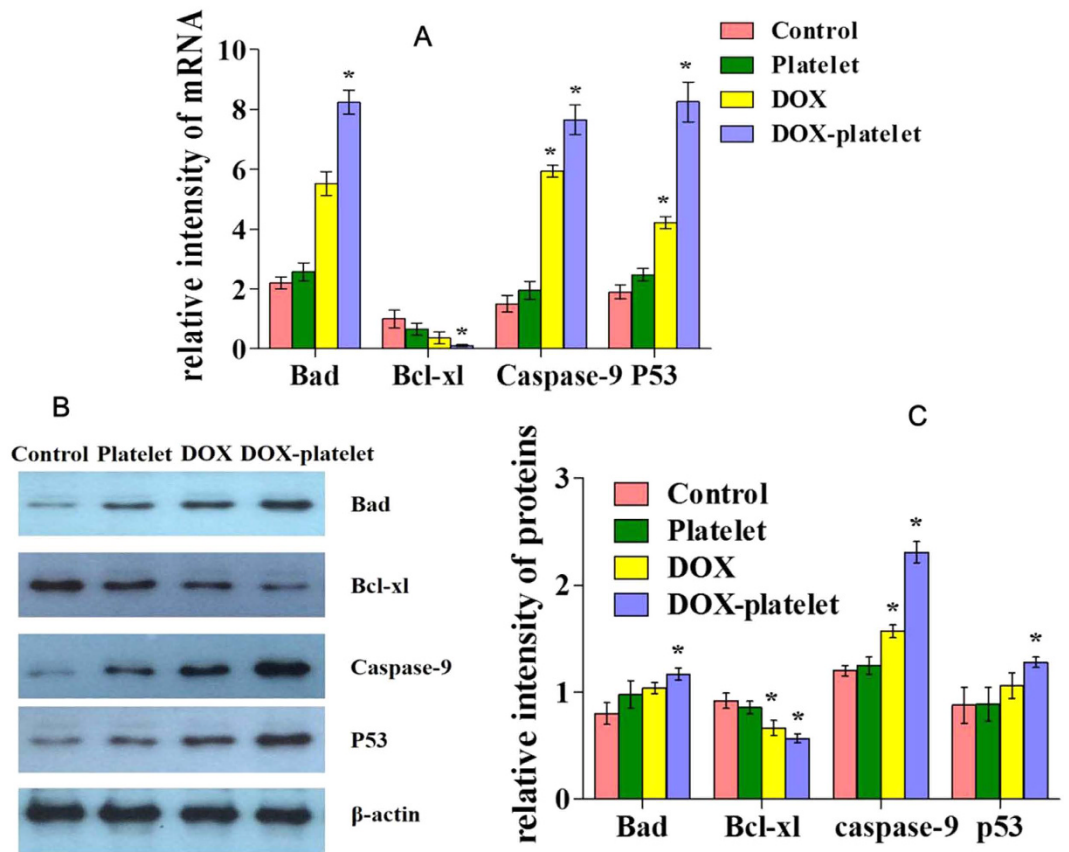 A
Control
Platelet
DOX
DOX-platelet
relative intensity of mRNA
10
8
6
4
2
0
* * * * * *
Bad Bcl-xl Caspase-9 P53
B
Control Platelet DOX DOX-platelet
Bad
Bcl-xl
Caspase-9
P53
β-actin
C
relative intensity of proteins
3
2
1
0
Control
Platelet
DOX
DOX-platelet
* * * * * *
Bad Bcl-xl caspase-9 p53